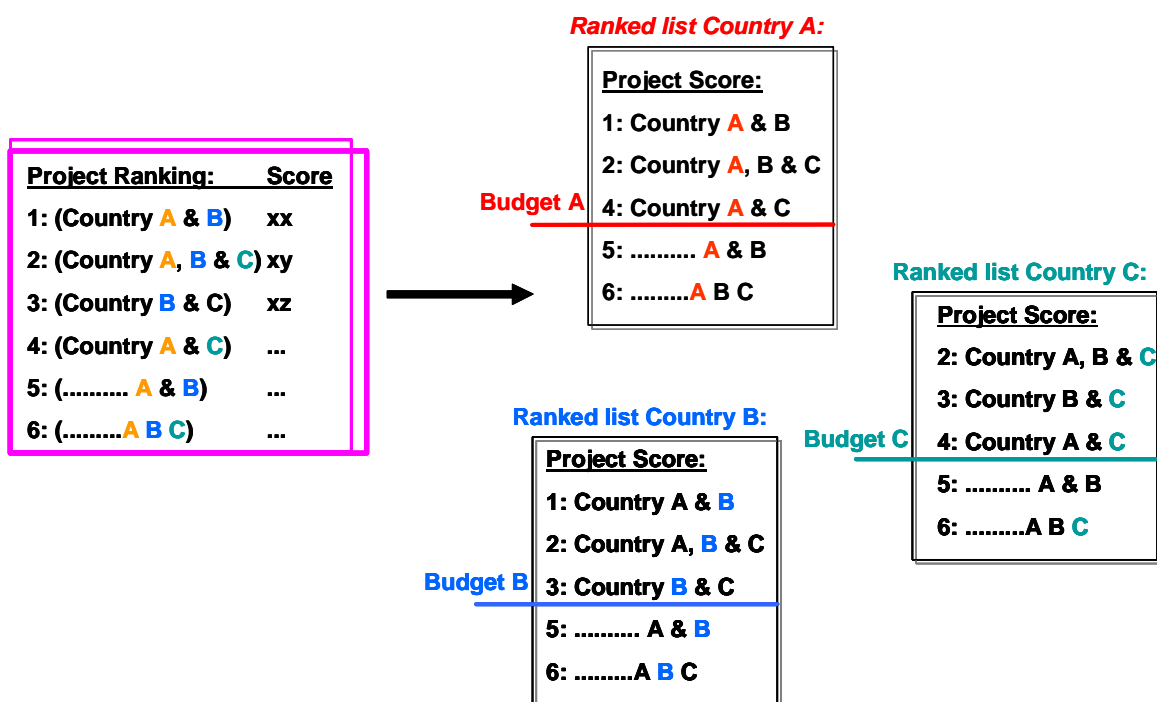 Ranked list Country A:
Project Score:
1: Country A & B
2: Country A, B & C
Budget A
4: Country A & C
5: .......... A & B
6: .........A B C
Project Ranking: Score
1: (Country A & B) xx
2: (Country A, B & C) xy
3: (Country B & C) xz
4: (Country A & C) ...
5: (.......... A & B) ...
6: (.........A B C) ...
Ranked list Country C:
Project Score:
2: Country A, B & C
3: Country B & C
Budget C
4: Country A & C
5: .......... A & B
6: .........A B C
Ranked list Country B:
Project Score:
1: Country A & B
2: Country A, B & C
Budget B
3: Country B & C
5: .......... A & B
6: .........A B C